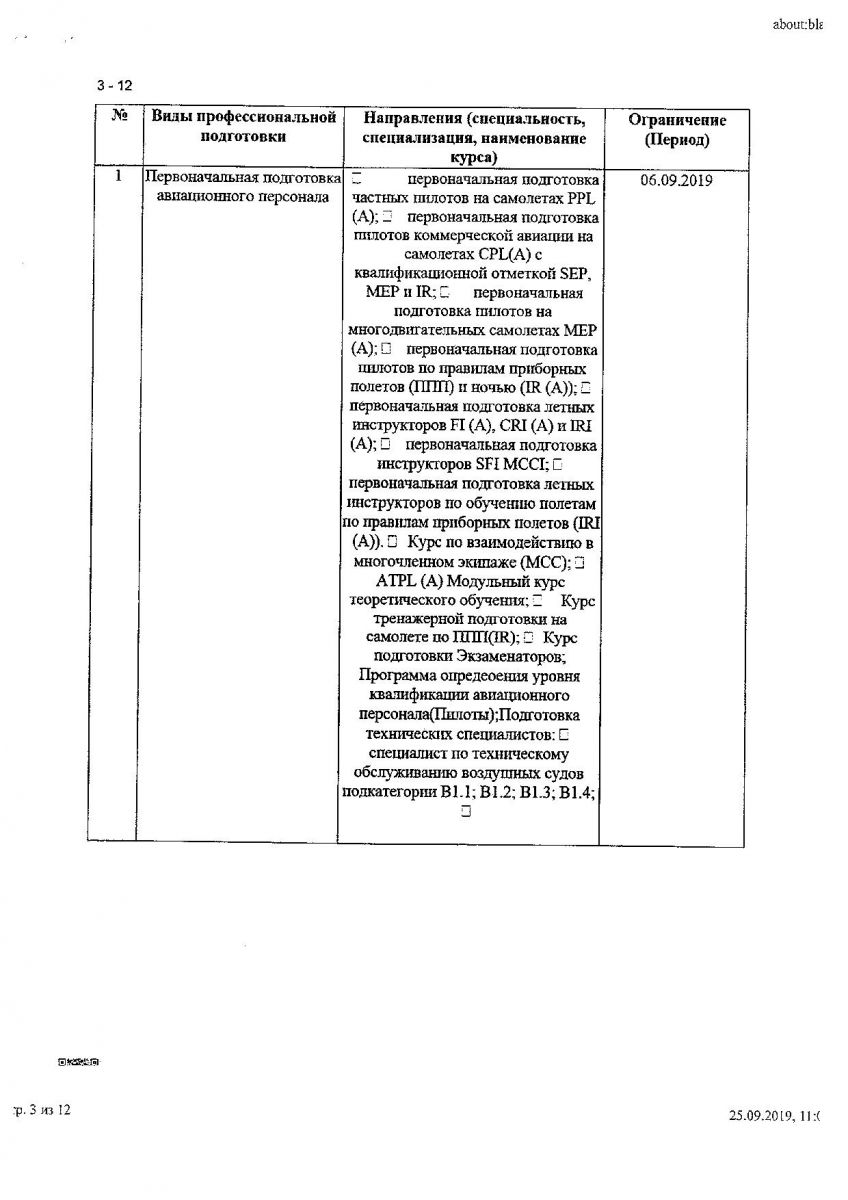 about:bla
3 - 12
№
Виды профессиональной
подготовки
Направления (специальность,
специализация, наименование
курса)
Ограничение
(Период)
1
Первоначальная подготовка
авиационного персонала
□ первоначальная подготовка
частных пилотов на самолетах PPL
(A); □ первоначальная подготовка
пилотов коммерческой авиации на
самолетах CPL(A) с
квалификационной отметкой SEP,
MEP и IR; □ первоначальная
подготовка пилотов на
многодвигательных самолетах MEP
(A); □ первоначальная подготовка
пилотов по правилам приборных
полетов (ППП) и ночью (IR (A)); □
первоначальная подготовка летных
инструкторов FI (A), CRI (A) и IRI
(A); □ первоначальная подготовка
инструкторов SFI MCCI; □
первоначальная подготовка летных
инструкторов по обучению полетам
по правилам приборных полетов (IRI
(A)). □ Курс по взаимодействию в
многочленном экипаже (MCC); □
ATPL (A) Модульный курс
теоретического обучения; □ Курс
тренажерной подготовки на
самолете по ППП(IR); □ Курс
подготовки Экзаменаторов;
Программа опредеоения уровня
квалификации авиационного
персонала(Пилоты);Подготовка
технических специалистов: □
специалист по техническому
обслуживанию воздушных судов
подкатегории B1.1; B1.2; B1.3; B1.4;
□
06.09.2019
тр. 3 из 12
25.09.2019, 11:0